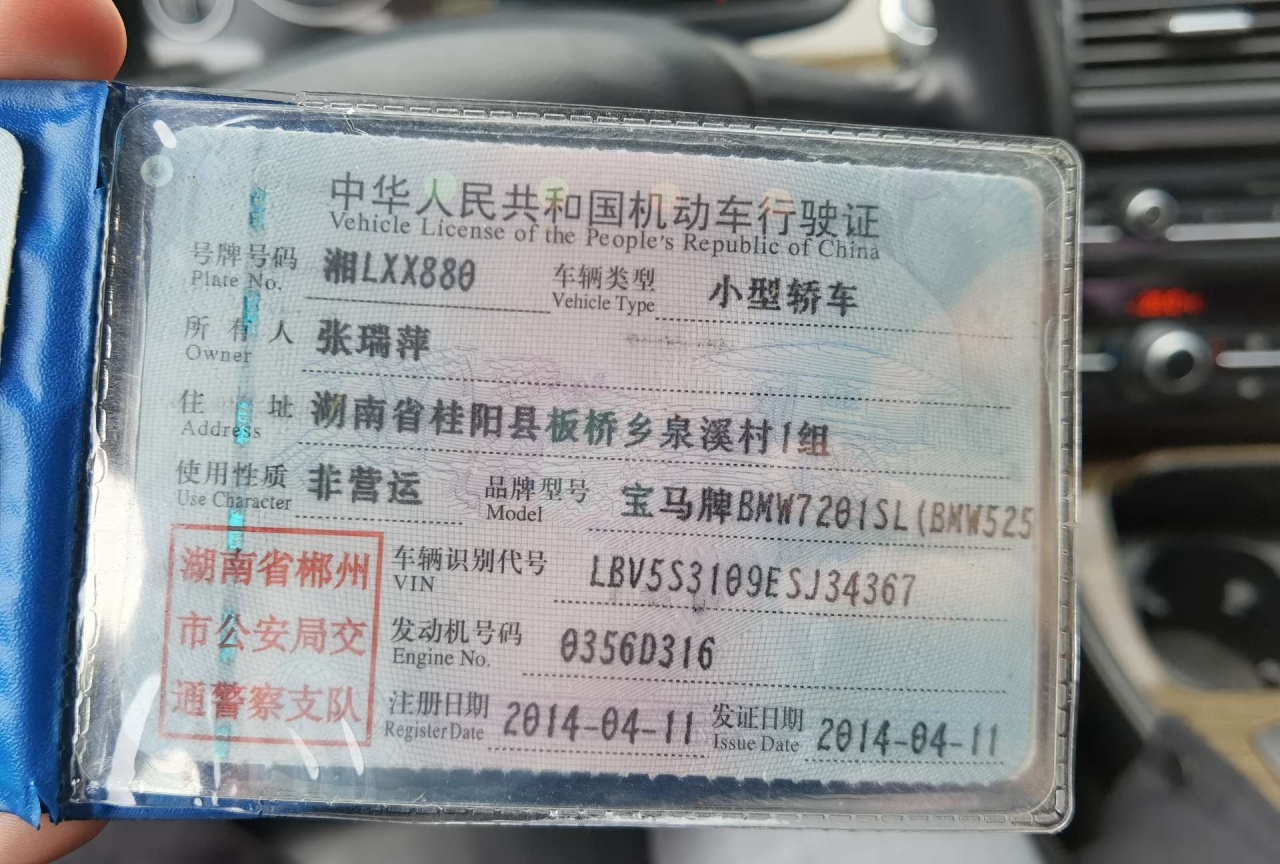 中华人民共和国机动车行驶证
Vehicle License of the People's Republic of China
号牌号码 湘LXX880 车辆类型 小型轿车
Plate No. Vehicle Type
所有人 张瑞萍
Owner
住址 湖南省桂阳县板桥乡泉溪村1组
Address
使用性质 非营运 品牌型号 宝马牌BMW7201SL(BMW525
Use Character Model
湖南省郴州
市公安局交
通警察支队
车辆识别代号 LBV5S3109ESJ34367
VIN
发动机号码 0356D316
Engine No.
注册日期 2014-04-11 发证日期 2014-04-11
Register Date Issue Date